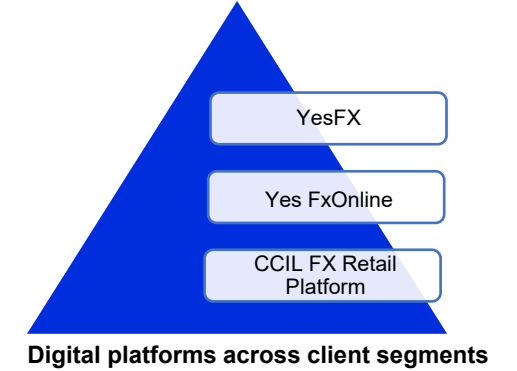 YesFX
Yes FxOnline
CCIL FX Retail
Platform
Digital platforms across client segments